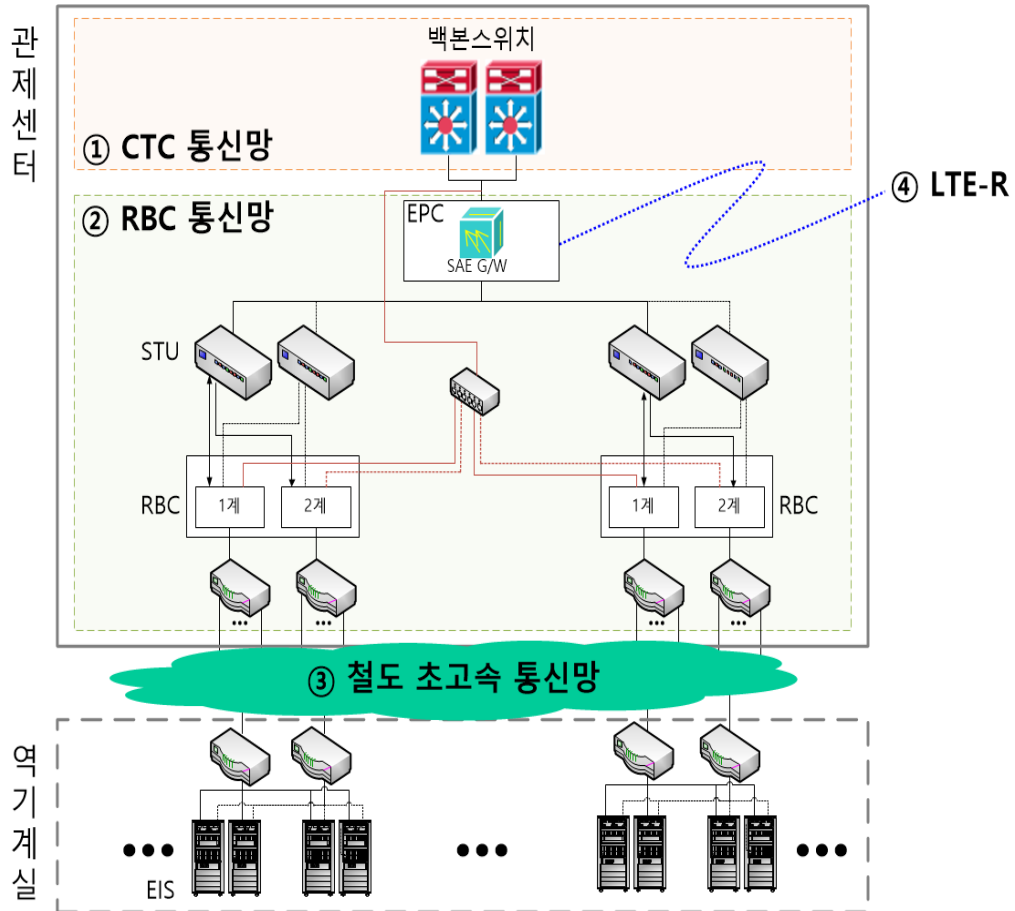 관제센터
백본스위치
① CTC 통신망
④ LTE-R
② RBC 통신망
EPC
SAE G/W
STU
RBC
1계
2계
1계
2계
RBC
•••
•••
•••
•••
③ 철도 초고속 통신망
역기계실
•••
•••
•••
EIS